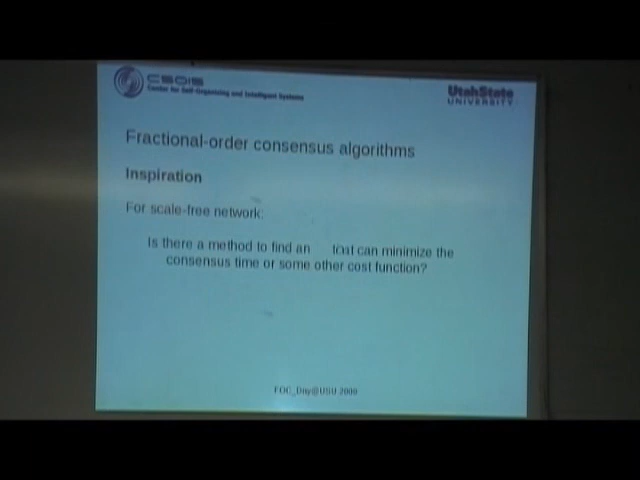 CSOIS
Center for Self-Organizing and Intelligent Systems
UtahState
UNIVERSITY
Fractional-order consensus algorithms
Inspiration
For scale-free network:
Is there a method to find an that can minimize the
consensus time or some other cost function?
FOC_Day@USU 2009